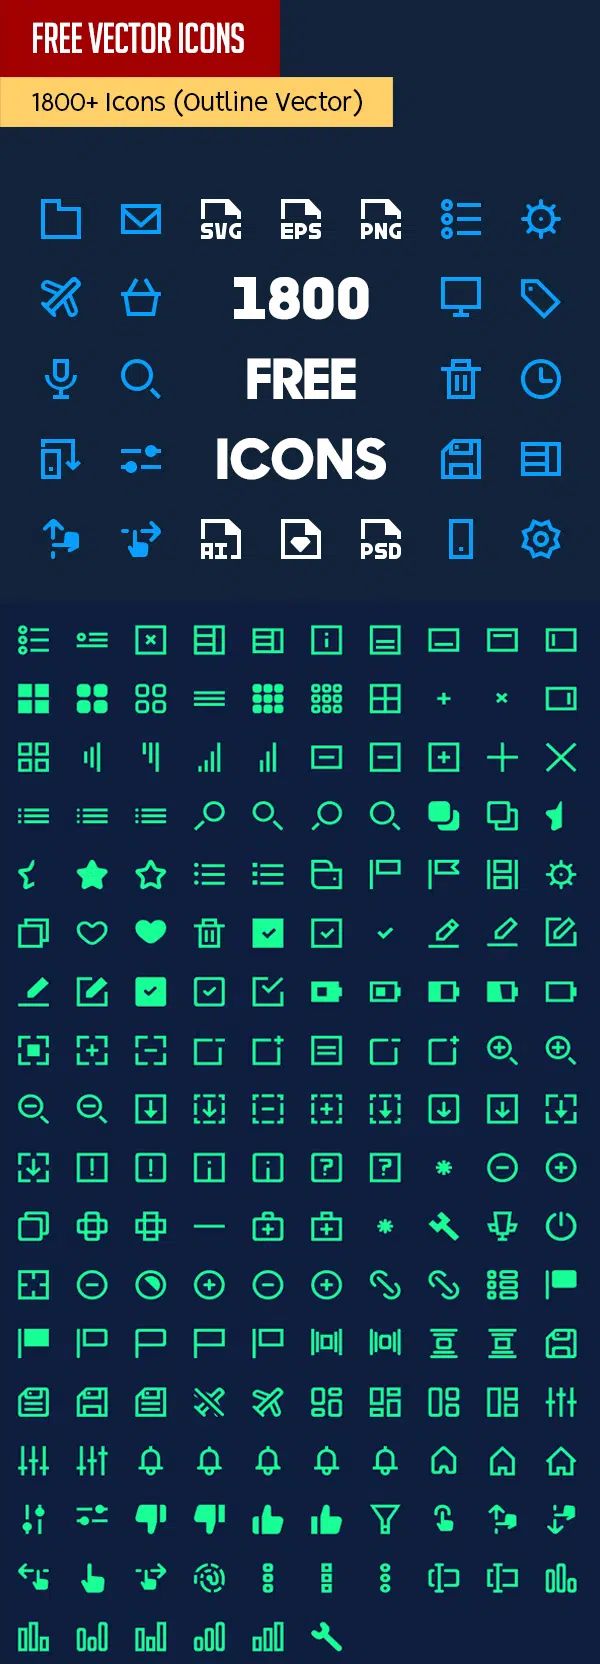 FREE VECTOR ICONS
1800+ Icons (Outline Vector)
SVG EPS PNG
1800
FREE
ICONS
AI PSD